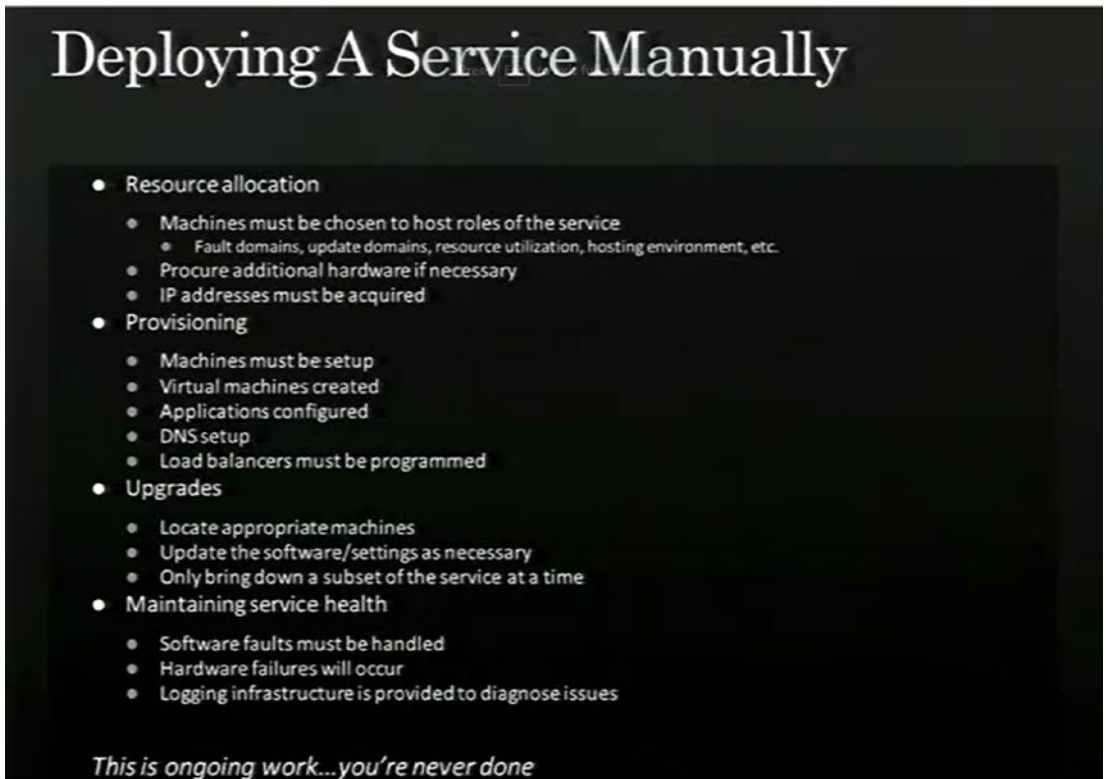 Deploying A Service Manually
● Resource allocation
● Machines must be chosen to host roles of the service
● Fault domains, update domains, resource utilization, hosting environment, etc.
● Procure additional hardware if necessary
● IP addresses must be acquired
● Provisioning
● Machines must be setup
● Virtual machines created
● Applications configured
● DNS setup
● Load balancers must be programmed
● Upgrades
● Locate appropriate machines
● Update the software/settings as necessary
● Only bring down a subset of the service at a time
● Maintaining service health
● Software faults must be handled
● Hardware failures will occur
● Logging infrastructure is provided to diagnose issues
This is ongoing work...you're never done